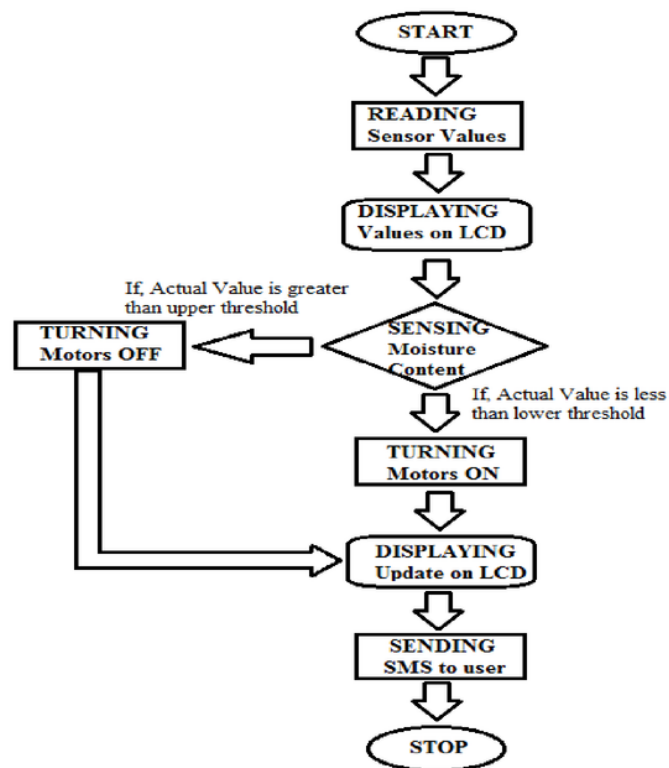 START
READING
Sensor Values
DISPLAYING
Values on LCD
If, Actual Value is greater
than upper threshold
TURNING
Motors OFF
SENSING
Moisture
Content
If, Actual Value is less
than lower threshold
TURNING
Motors ON
DISPLAYING
Update on LCD
SENDING
SMS to user
STOP